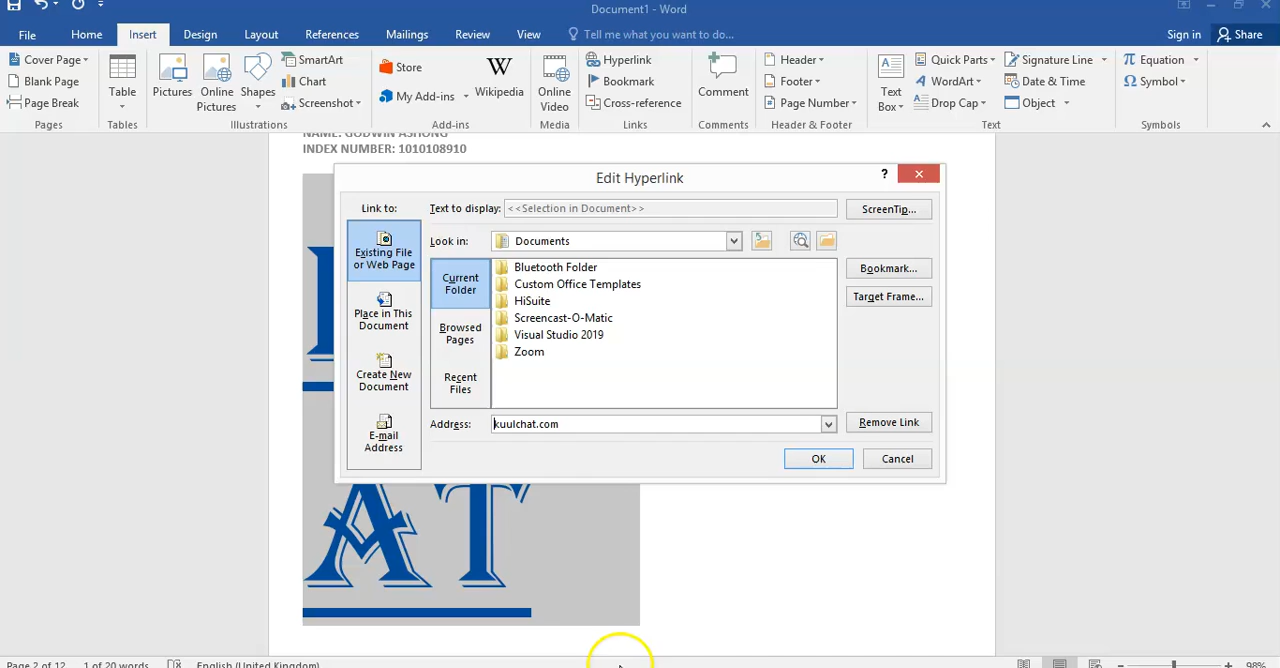 Document1 - Word
File Home Insert Design Layout References Mailings Review View Tell me what you want to do... Sign in Share
Cover Page
Blank Page
Page Break
Pages
Table
Tables
Pictures
Online Pictures
Shapes
SmartArt
Chart
Screenshot
Illustrations
Store
My Add-ins
Wikipedia
Add-ins
Online Video
Media
Hyperlink
Bookmark
Cross-reference
Links
Comment
Comments
Header
Footer
Page Number
Header & Footer
Text Box
Quick Parts
WordArt
Drop Cap
Signature Line
Date & Time
Object
Text
Equation
Symbol
Symbols
NAME: GODWIN ASHONG
INDEX NUMBER: 1010108910
Edit Hyperlink
?
Link to:
Existing File
or Web Page
Place in This
Document
Create New
Document
E-mail
Address
Text to display: <<Selection in Document>>
ScreenTip...
Look in: Documents
Current
Folder
Browsed
Pages
Recent
Files
Bluetooth Folder
Custom Office Templates
HiSuite
Screencast-O-Matic
Visual Studio 2019
Zoom
Bookmark...
Target Frame...
Address: kuulchat.com
Remove Link
OK Cancel
AT
Page 2 of 12 1 of 20 words English (United Kingdom) 98%